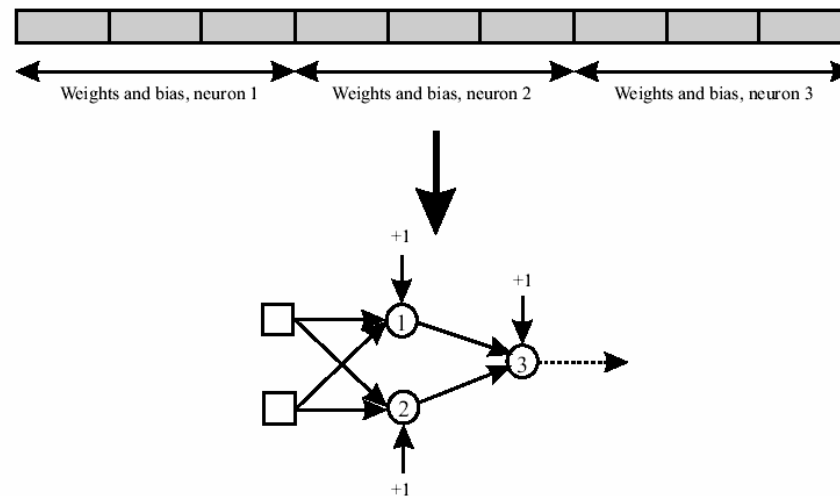 Weights and bias, neuron 1
Weights and bias, neuron 2
Weights and bias, neuron 3
+1
+1
1
3
2
+1